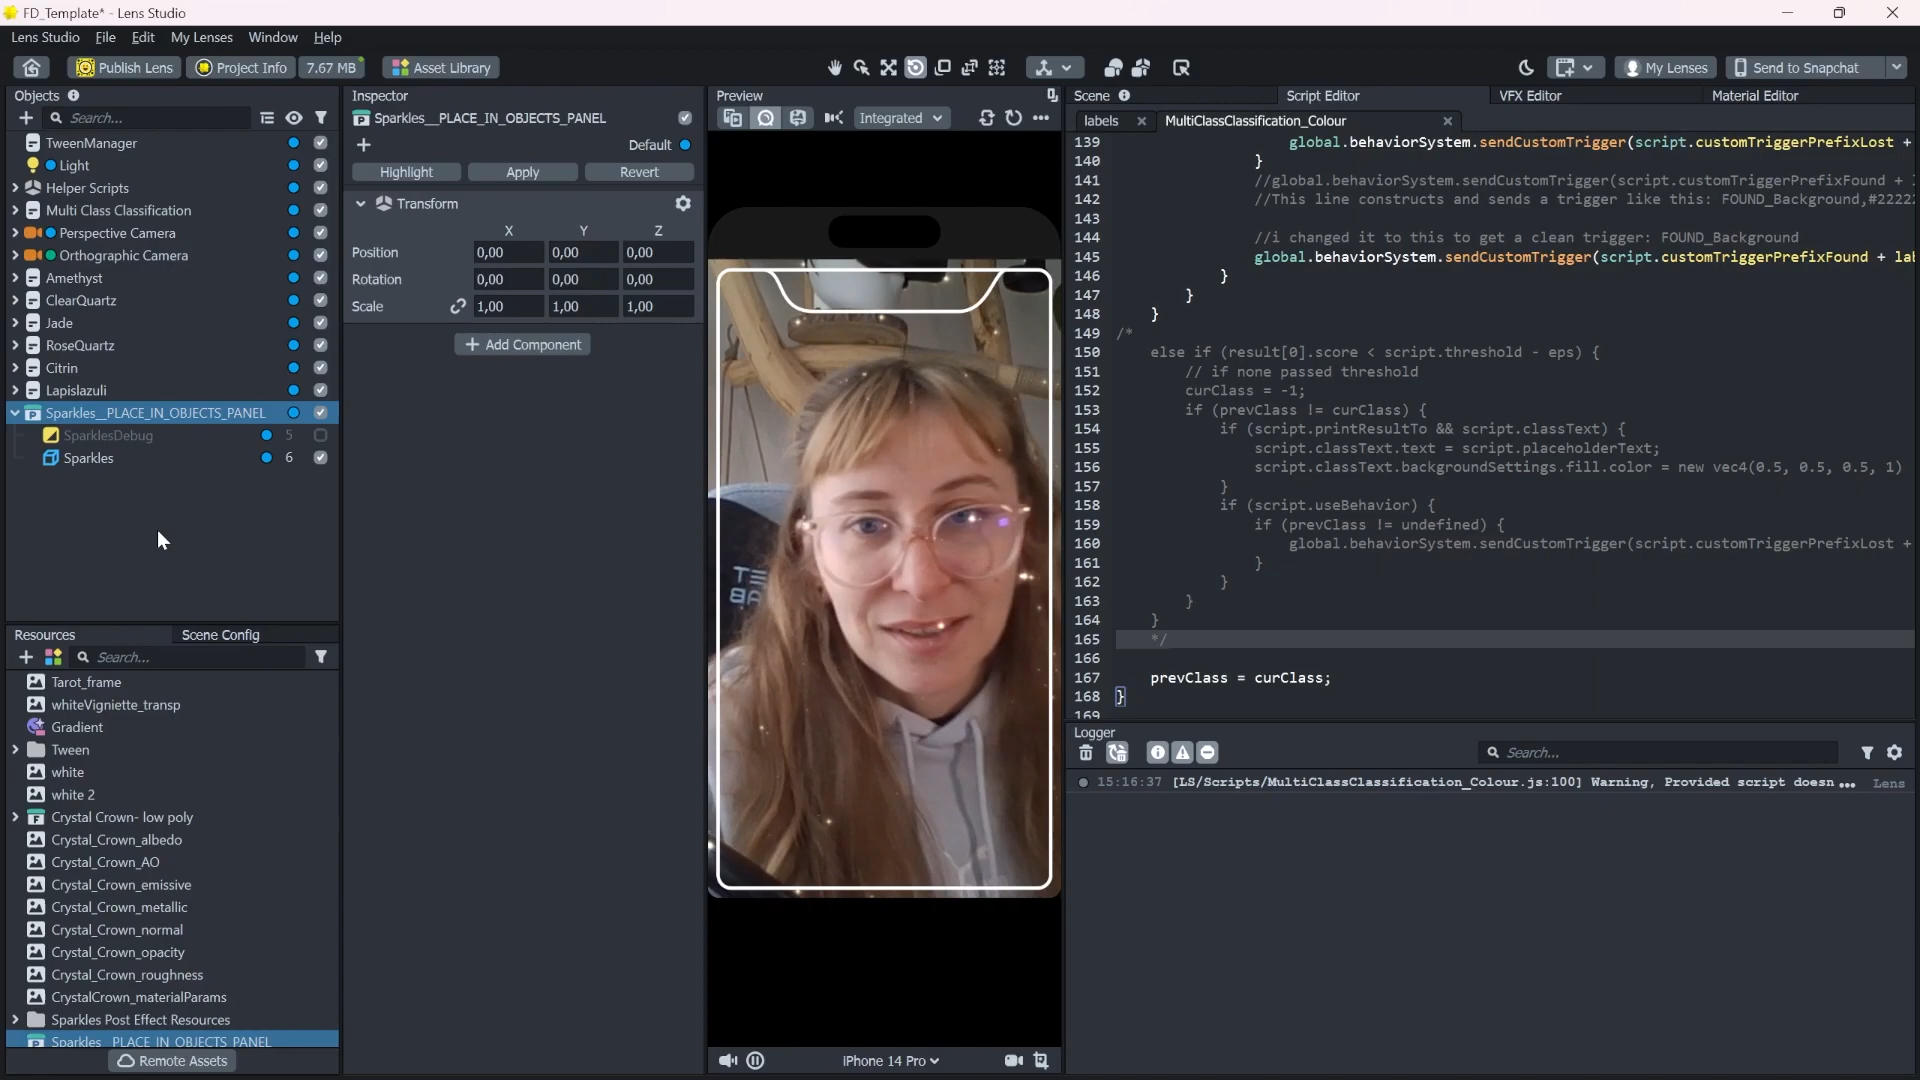 FD_Template* - Lens Studio
Lens Studio File Edit My Lenses Window Help
Publish Lens Project Info 7.67 MB Asset Library My Lenses Send to Snapchat
Objects
Search...
TweenManager
Light
Helper Scripts
Multi Class Classification
Perspective Camera
Orthographic Camera
Amethyst
ClearQuartz
Jade
RoseQuartz
Citrin
Lapislazuli
Sparkles__PLACE_IN_OBJECTS_PANEL
SparklesDebug 5
Sparkles 6
Resources Scene Config
Search...
Tarot_frame
whiteVigniette_transp
Gradient
Tween
white
white 2
Crystal Crown- low poly
Crystal_Crown_albedo
Crystal_Crown_AO
Crystal_Crown_emissive
Crystal_Crown_metallic
Crystal_Crown_normal
Crystal_Crown_opacity
Crystal_Crown_roughness
CrystalCrown_materialParams
Sparkles Post Effect Resources
Sparkles__PLACE_IN_OBJECTS_PANEL
Remote Assets
Inspector
Sparkles__PLACE_IN_OBJECTS_PANEL
Default
Highlight Apply Revert
Transform
X Y Z
Position 0,00 0,00 0,00
Rotation 0,00 0,00 0,00
Scale 1,00 1,00 1,00
+ Add Component
Preview
Integrated
iPhone 14 Pro
Scene Script Editor VFX Editor Material Editor
labels MultiClassClassification_Colour
139 global.behaviorSystem.sendCustomTrigger(script.customTriggerPrefixLost +
140 }
141 //global.behaviorSystem.sendCustomTrigger(script.customTriggerPrefixFound +
142 //This line constructs and sends a trigger like this: FOUND_Background,#2222
143
144 //i changed it to this to get a clean trigger: FOUND_Background
145 global.behaviorSystem.sendCustomTrigger(script.customTriggerPrefixFound + lab
146 }
147 }
148 }
149 /*
150 else if (result[0].score < script.threshold - eps) {
151 // if none passed threshold
152 curClass = -1;
153 if (prevClass != curClass) {
154 if (script.printResultTo && script.classText) {
155 script.classText.text = script.placeholderText;
156 script.classText.backgroundSettings.fill.color = new vec4(0.5, 0.5, 0.5, 1)
157 }
158 if (script.useBehavior) {
159 if (prevClass != undefined) {
160 global.behaviorSystem.sendCustomTrigger(script.customTriggerPrefixLost +
161 }
162 }
163 }
164 }
165 */
166
167 prevClass = curClass;
168 }
169
Logger
Search...
15:16:37 [LS/Scripts/MultiClassClassification_Colour.js:100] Warning, Provided script doesn ... Lens